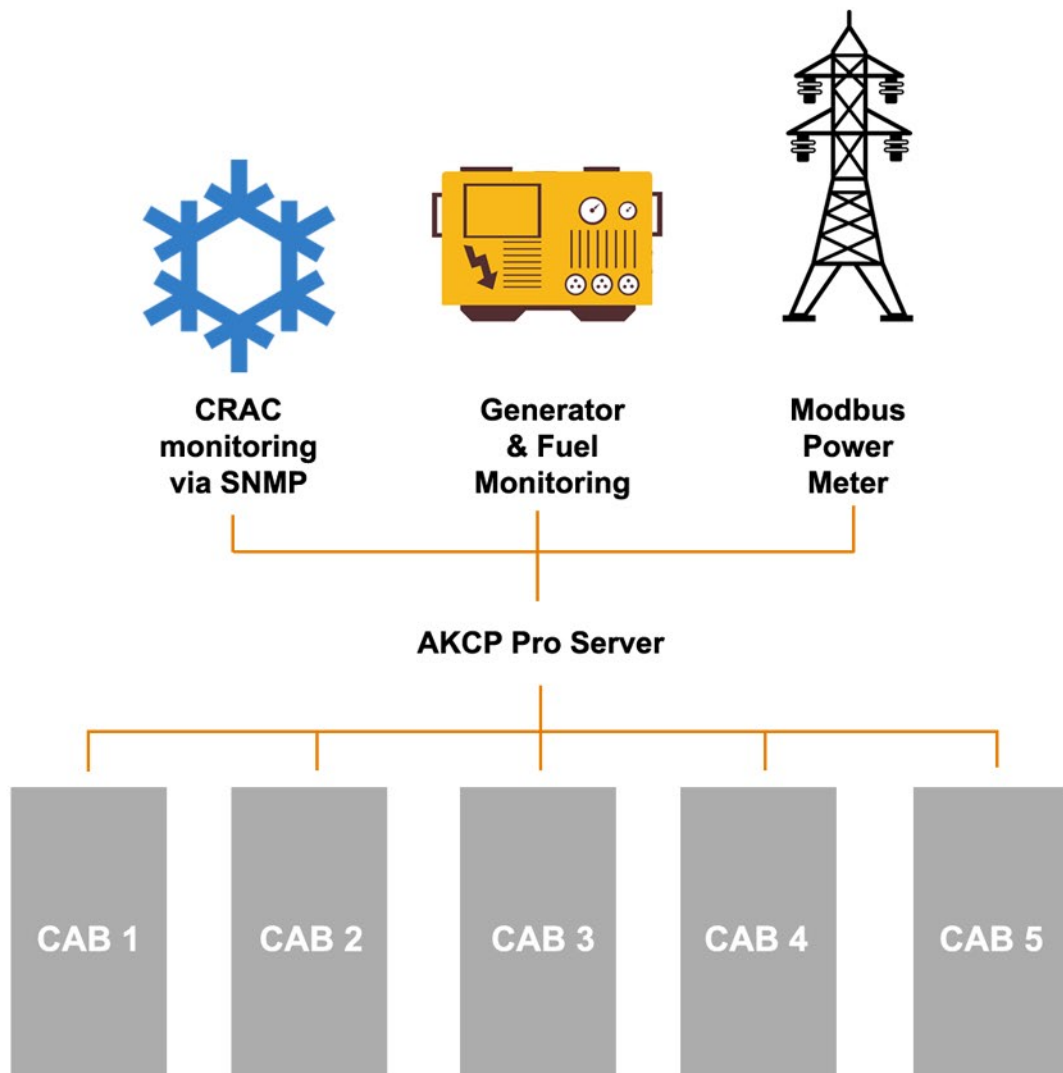 CRAC
monitoring
via SNMP
Generator
& Fuel
Monitoring
Modbus
Power
Meter
AKCP Pro Server
CAB 1
CAB 2
CAB 3
CAB 4
CAB 5